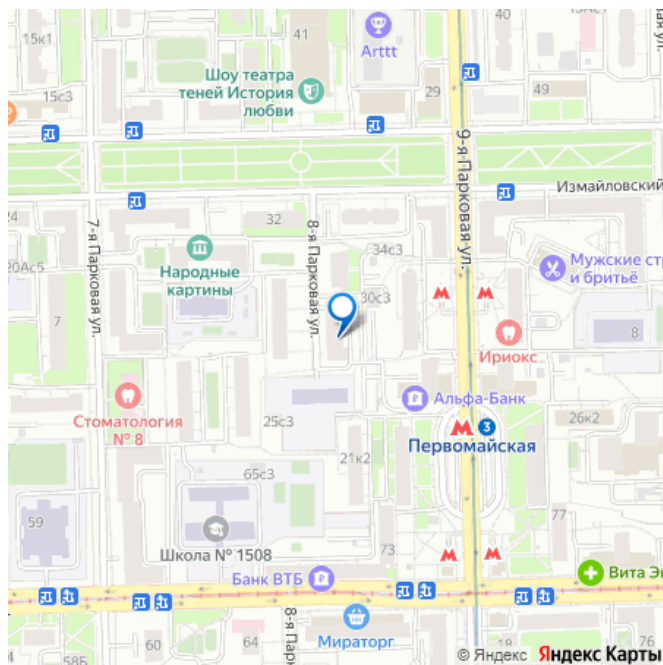 15к1
41
40
Arttt
Шоу театра
теней История
любви
15с3
29
49
9-я Парковая ул.
Измайловский
24
32
7-я Парковая ул.
8-я Парковая ул.
34с3
20Ас5
Народные
картины
Мужские стр
и бритьё
30с3
7
8
Ириокс
Альфа-Банк
Стоматология
№ 8
25с3
3
26к2
Первомайская
21к2
65с3
59
77
Школа № 1508
73
Банк ВТБ
Вита Эк
8-я Парк
Мираторг
60
64
62
18
58Б
© Яндекс Яндекс Карты